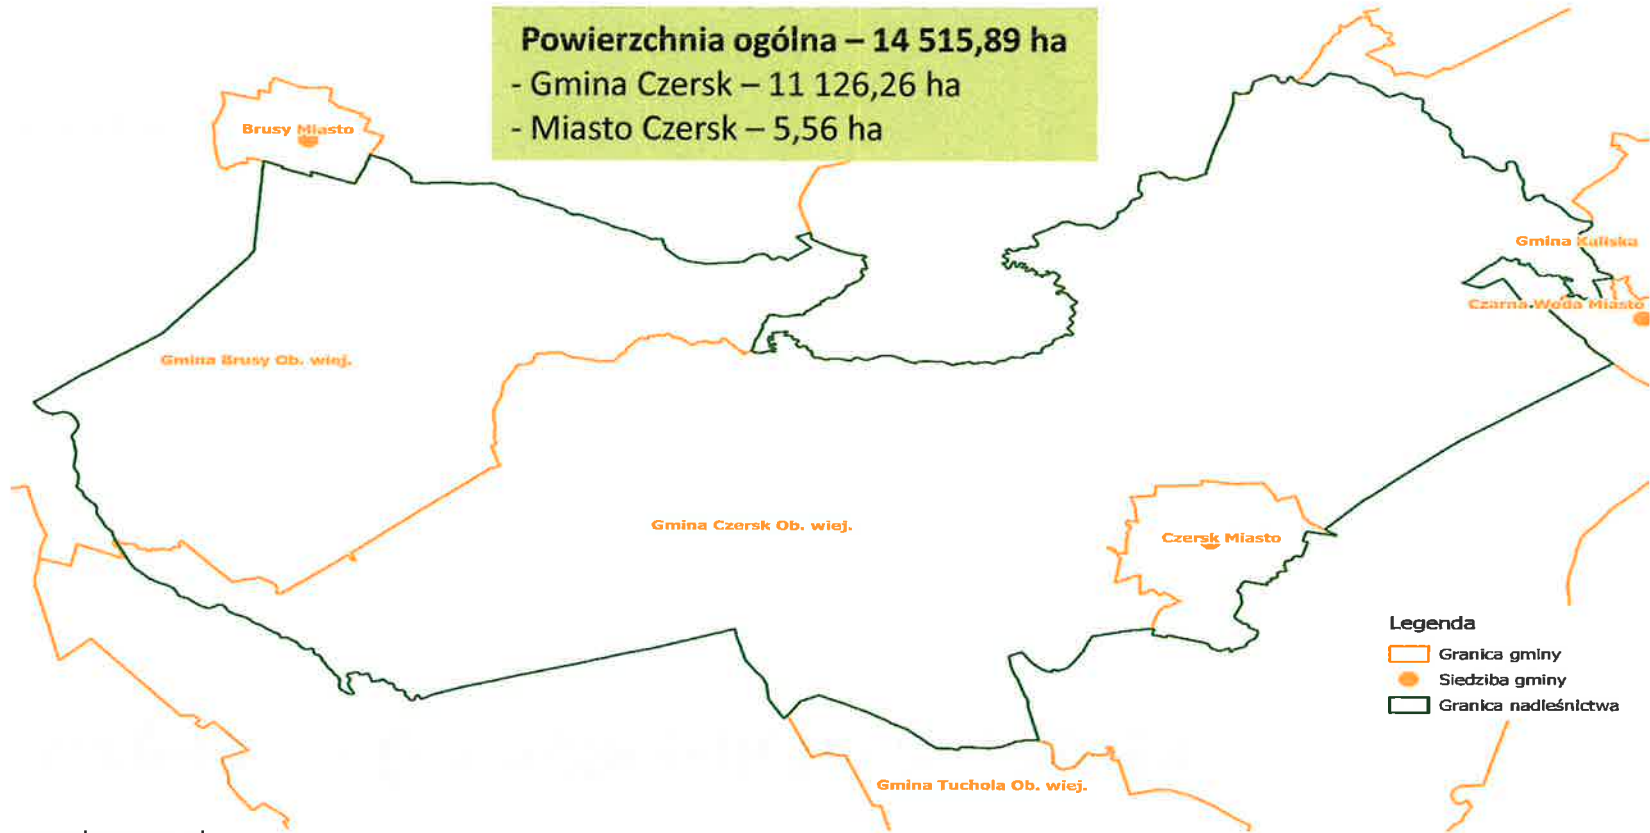 Powierzchnia ogólna – 14 515,89 ha
- Gmina Czersk – 11 126,26 ha
- Miasto Czersk – 5,56 ha
Brusy Miasto
Gmina Kaliska
Czarna Woda Miasto
Gmina Brusy Ob. wiej.
Gmina Czersk Ob. wiej.
Czersk Miasto
Legenda
Granica gminy
Siedziba gminy
Granica nadleśnictwa
Gmina Tuchola Ob. wiej.